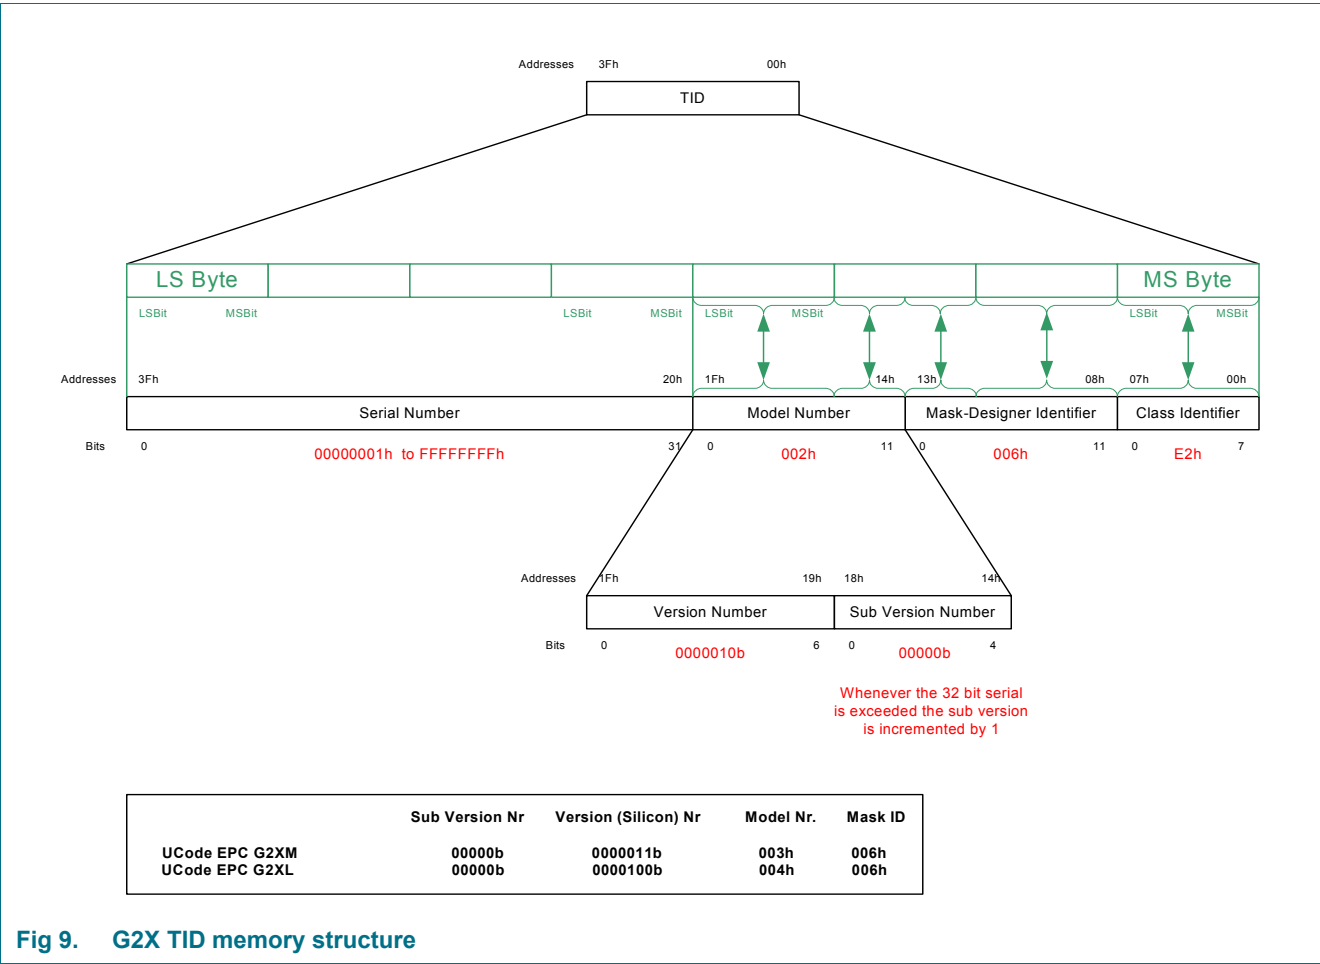 Addresses 3Fh 00h
TID
LS Byte MS Byte
LSBit MSBit LSBit MSBit LSBit MSBit LSBit MSBit
Addresses 3Fh 20h 1Fh 14h 13h 08h 07h 00h
Serial Number Model Number Mask-Designer Identifier Class Identifier
Bits 0 31 0 11 0 11 0 7
00000001h to FFFFFFFFh 002h 006h E2h
Addresses 1Fh 19h 18h 14h
Version Number Sub Version Number
Bits 0 6 0 4
0000010b 00000b
Whenever the 32 bit serial
is exceeded the sub version
is incremented by 1
Sub Version Nr Version (Silicon) Nr Model Nr. Mask ID
UCode EPC G2XM 00000b 0000011b 003h 006h
UCode EPC G2XL 00000b 0000100b 004h 006h
Fig 9. G2X TID memory structure